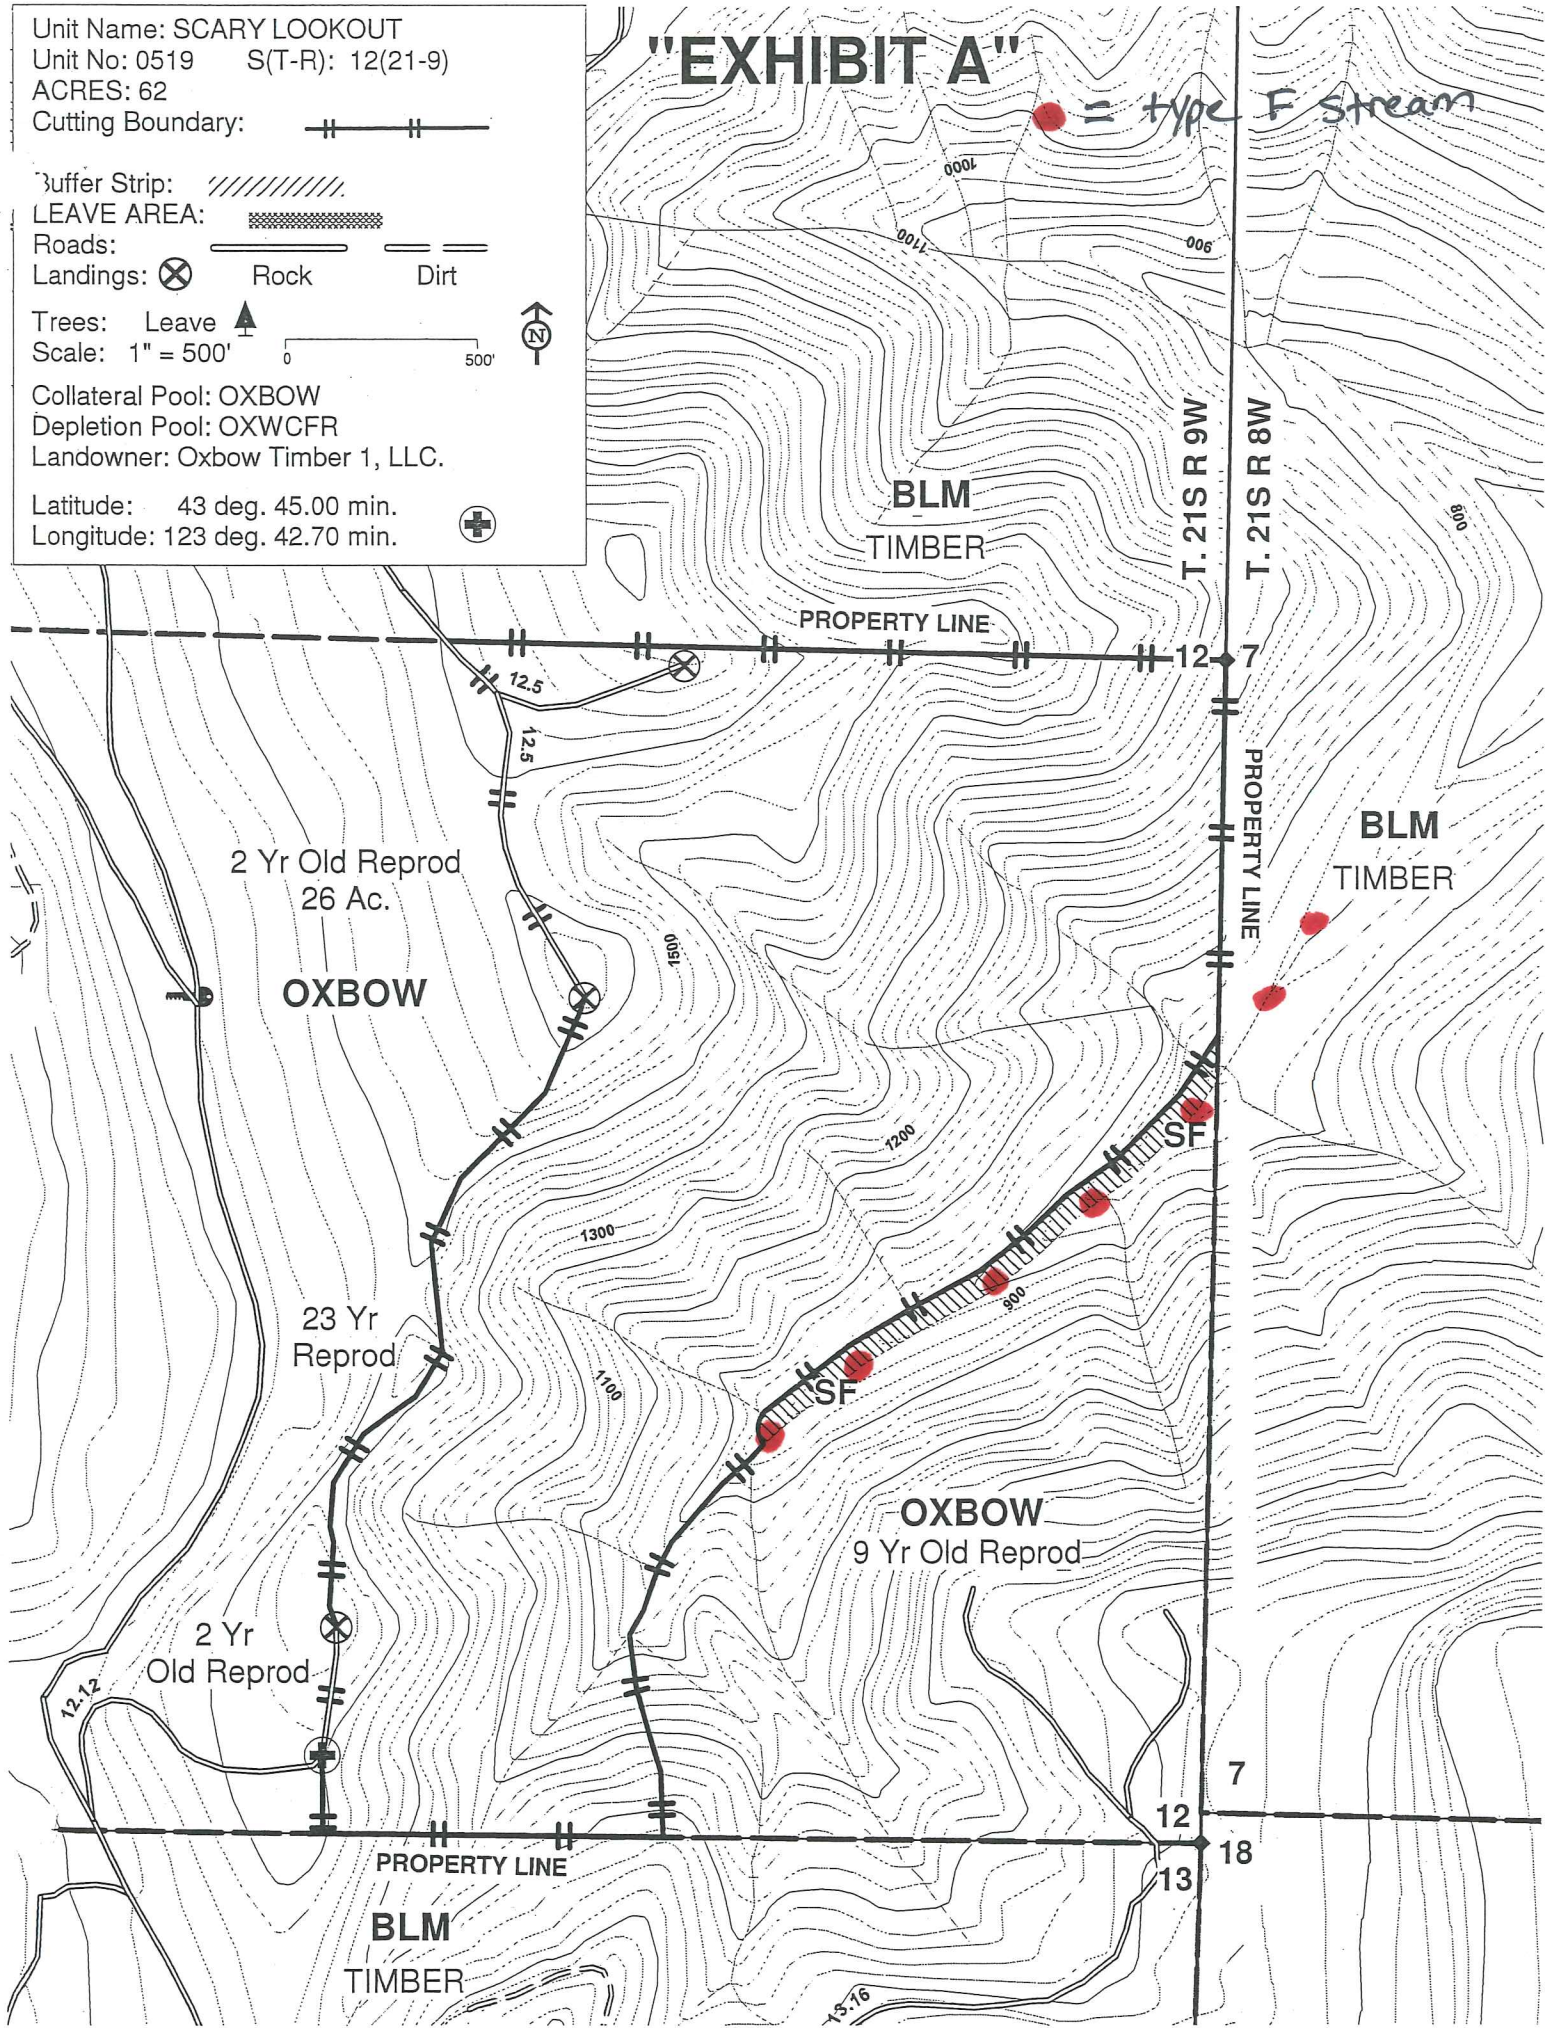 Unit Name: SCARY LOOKOUT
Unit No: 0519 S(T-R): 12(21-9)
ACRES: 62
Cutting Boundary:
Buffer Strip:
LEAVE AREA:
Roads:
Landings: Rock Dirt
Trees: Leave
Scale: 1" = 500' 0 500'
Collateral Pool: OXBOW
Depletion Pool: OXWCFR
Landowner: Oxbow Timber 1, LLC.
Latitude: 43 deg. 45.00 min.
Longitude: 123 deg. 42.70 min.
N
"EXHIBIT A"
= type F stream
1000
1100
900
T. 21S R 9W
T. 21S R 8W
BLM
TIMBER
800
PROPERTY LINE
12 7
12.5
12.5
PROPERTY LINE
BLM
TIMBER
2 Yr Old Reprod
26 Ac.
1500
OXBOW
SF
1200
1300
900
23 Yr
Reprod
1100
SF
OXBOW
9 Yr Old Reprod
2 Yr
Old Reprod
12.12
7
12
18
13
PROPERTY LINE
BLM
TIMBER
13.16